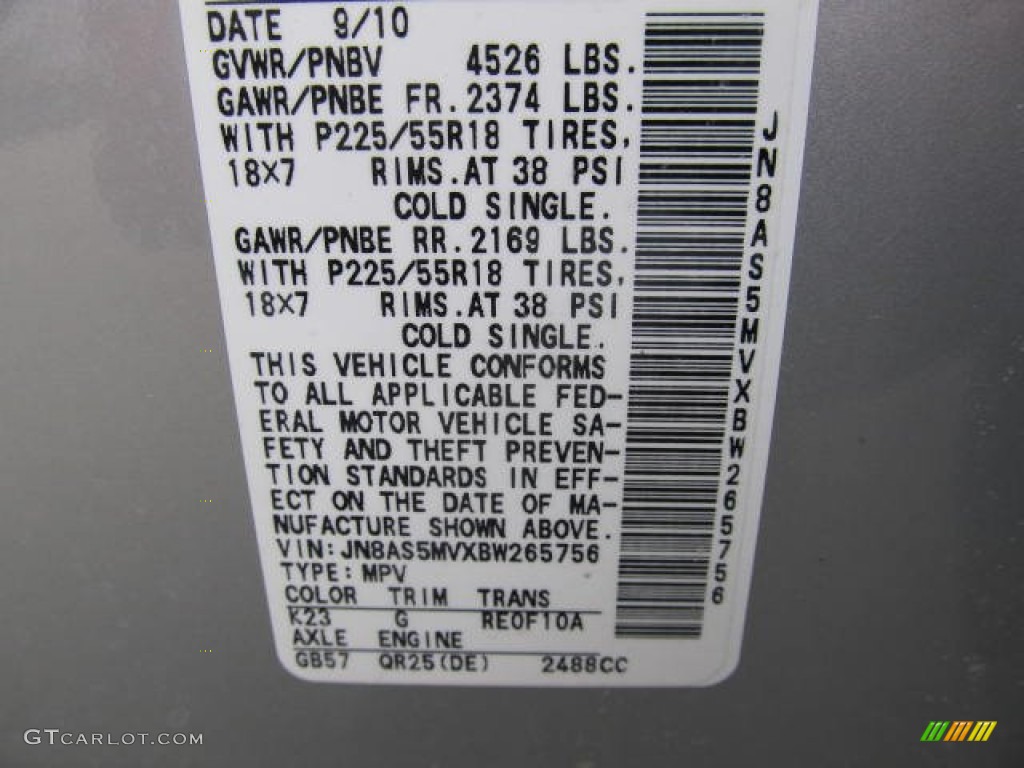 DATE 9/10
GVWR/PNBV 4526 LBS.
GAWR/PNBE FR. 2374 LBS.
WITH P225/55R18 TIRES,
18X7 RIMS. AT 38 PSI
COLD SINGLE.
GAWR/PNBE RR. 2169 LBS.
WITH P225/55R18 TIRES,
18X7 RIMS. AT 38 PSI
COLD SINGLE.
THIS VEHICLE CONFORMS
TO ALL APPLICABLE FED-
ERAL MOTOR VEHICLE SA-
FETY AND THEFT PREVEN-
TION STANDARDS IN EFF-
ECT ON THE DATE OF MA-
NUFACTURE SHOWN ABOVE.
VIN: JN8AS5MVXBW265756
TYPE: MPV
COLOR TRIM TRANS
K23 G RE0F10A
AXLE ENGINE
GB57 QR25(DE) 2488CC
JN8AS5MVXBW265756
GTCARLOT.COM